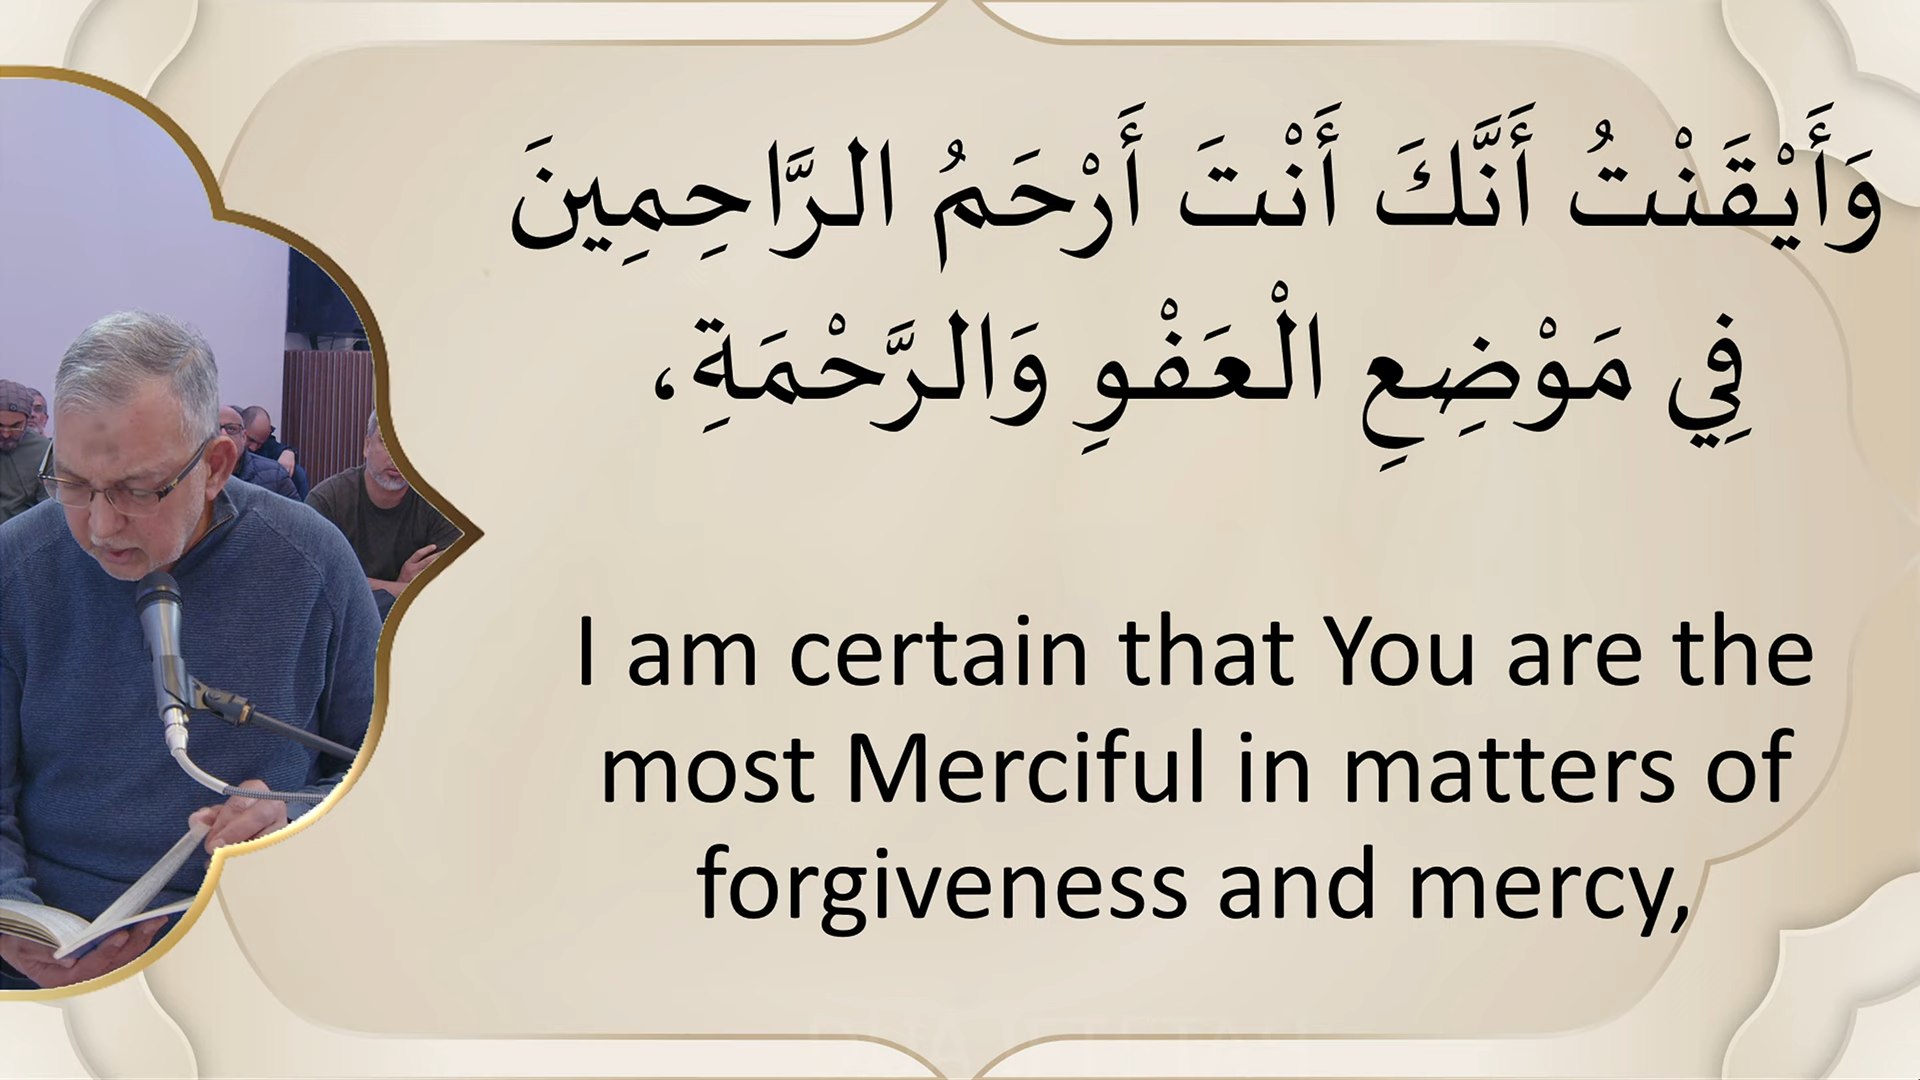 وَأَيْقَنْتُ أَنَّكَ أَنْتَ أَرْحَمُ الرَّاحِمِينَ
فِي مَوْضِعِ الْعَفْوِ وَالرَّحْمَةِ،
I am certain that You are the
most Merciful in matters of
forgiveness and mercy,